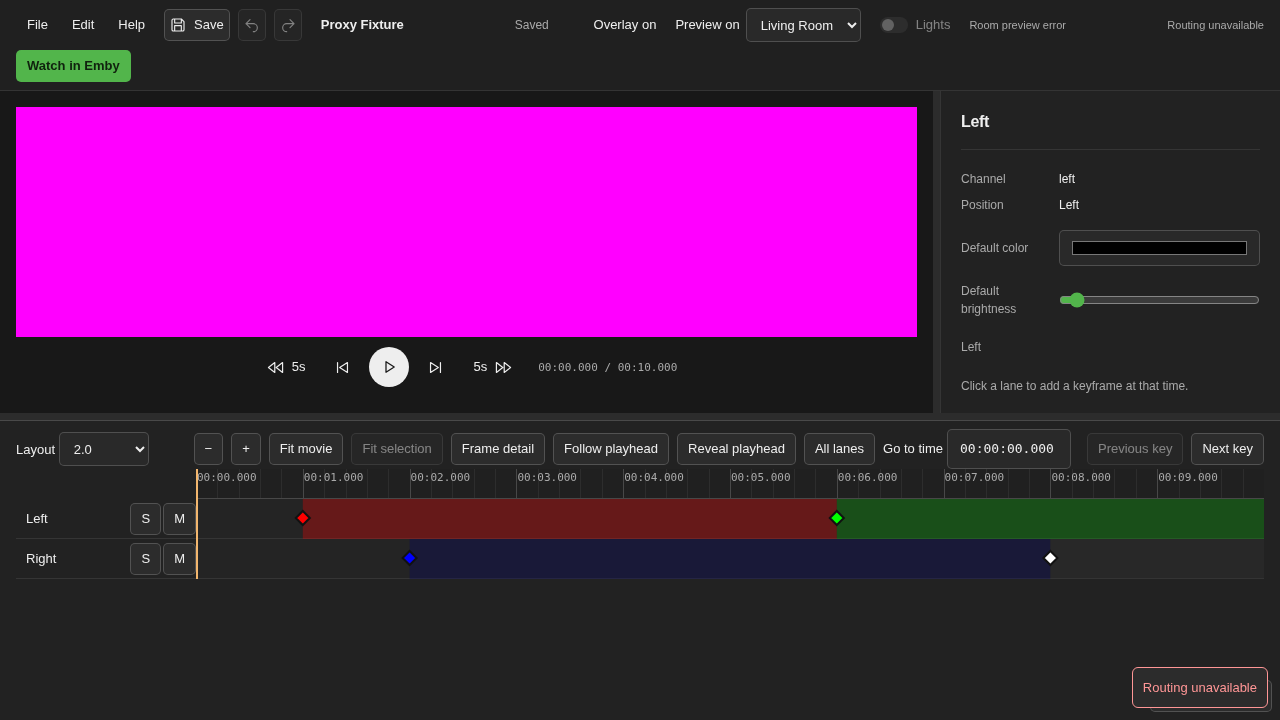 File Edit Help Save Proxy Fixture Saved Overlay on Preview on Living Room Lights Room preview error Routing unavailable
Watch in Emby
Left
Channel left
Position Left
Default color
Default
brightness
Left
5s 5s 00:00.000 / 00:10.000
Click a lane to add a keyframe at that time.
Layout 2.0 − + Fit movie Fit selection Frame detail Follow playhead Reveal playhead All lanes Go to time 00:00:00.000 Previous key Next key
00:00.000 00:01.000 00:02.000 00:03.000 00:04.000 00:05.000 00:06.000 00:07.000 00:08.000 00:09.000
Left S M
Right S M
Routing unavailable